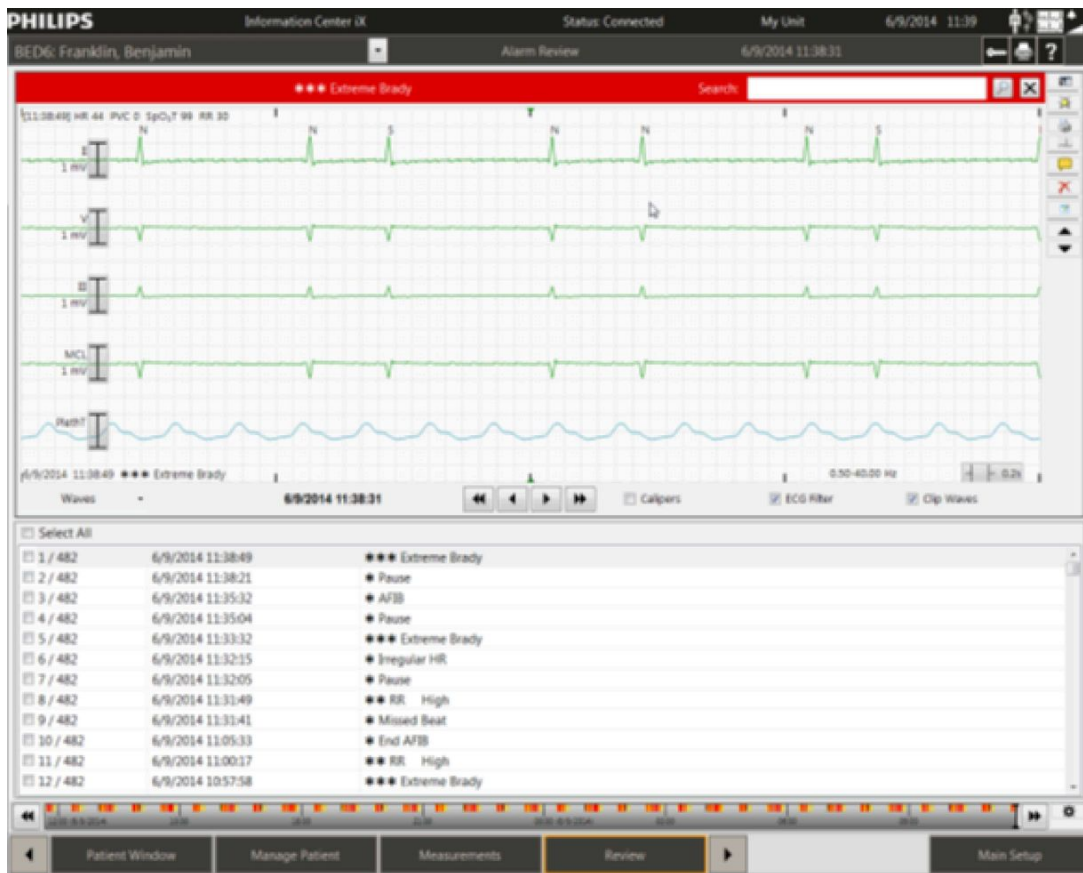 PHILIPS Information Center iX Status: Connected My Unit 6/9/2014 11:39
BED6: Franklin, Benjamin Alarm Review 6/9/2014 11:38:31 ?
*** Extreme Brady Search:
[11:38:49] HR 44 PVC 0 SpO₂T 99 RR 30
N N S N N N S
I
1 mV
V
1 mV
II
1 mV
MCL
1 mV
PlethT
6/9/2014 11:38:49 *** Extreme Brady 0.50-40.00 Hz 0.2s
Waves 6/9/2014 11:38:31 Calipers ECG Filter Clip Waves
Select All
1 / 482 6/9/2014 11:38:49 *** Extreme Brady
2 / 482 6/9/2014 11:38:21 * Pause
3 / 482 6/9/2014 11:35:32 * AFIB
4 / 482 6/9/2014 11:35:04 * Pause
5 / 482 6/9/2014 11:33:32 *** Extreme Brady
6 / 482 6/9/2014 11:32:15 * Irregular HR
7 / 482 6/9/2014 11:32:05 * Pause
8 / 482 6/9/2014 11:31:49 ** RR High
9 / 482 6/9/2014 11:31:41 * Missed Beat
10 / 482 6/9/2014 11:05:33 * End AFIB
11 / 482 6/9/2014 11:00:17 ** RR High
12 / 482 6/9/2014 10:57:58 *** Extreme Brady
Patient Window Manage Patient Measurements Review Main Setup